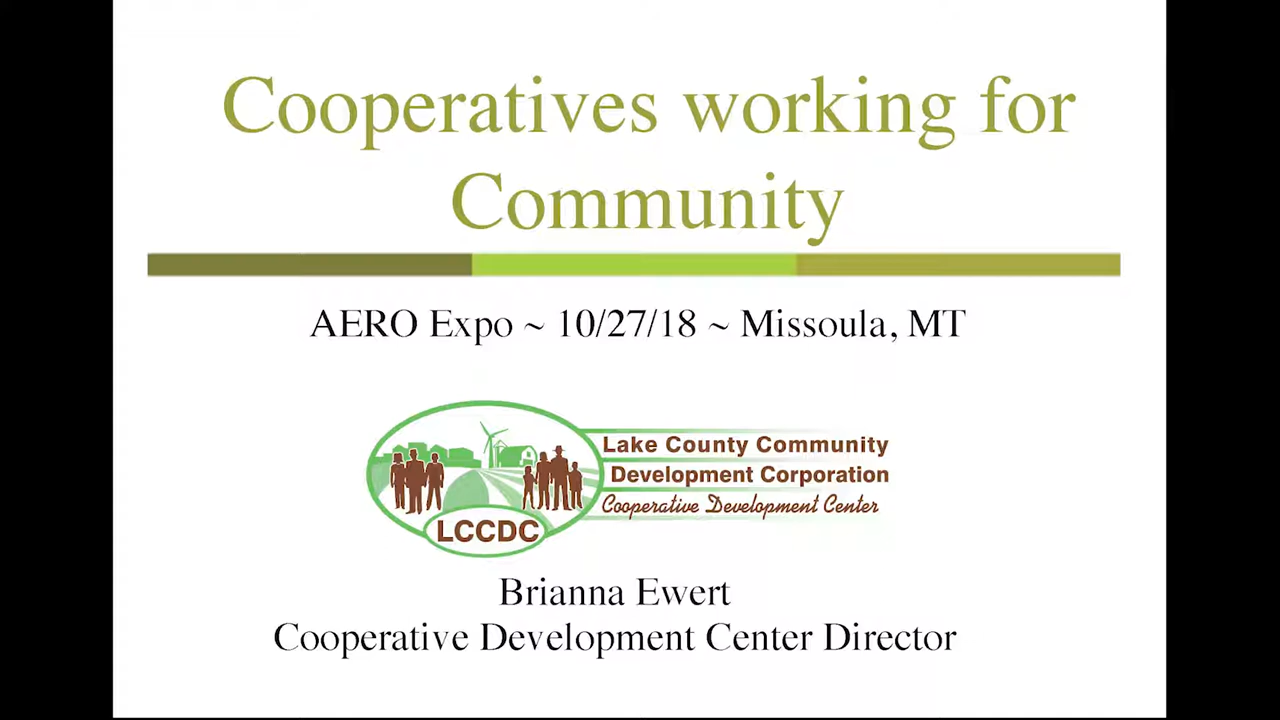 Cooperatives working for
Community
AERO Expo ~ 10/27/18 ~ Missoula, MT
Lake County Community
Development Corporation
Cooperative Development Center
LCCDC
Brianna Ewert
Cooperative Development Center Director